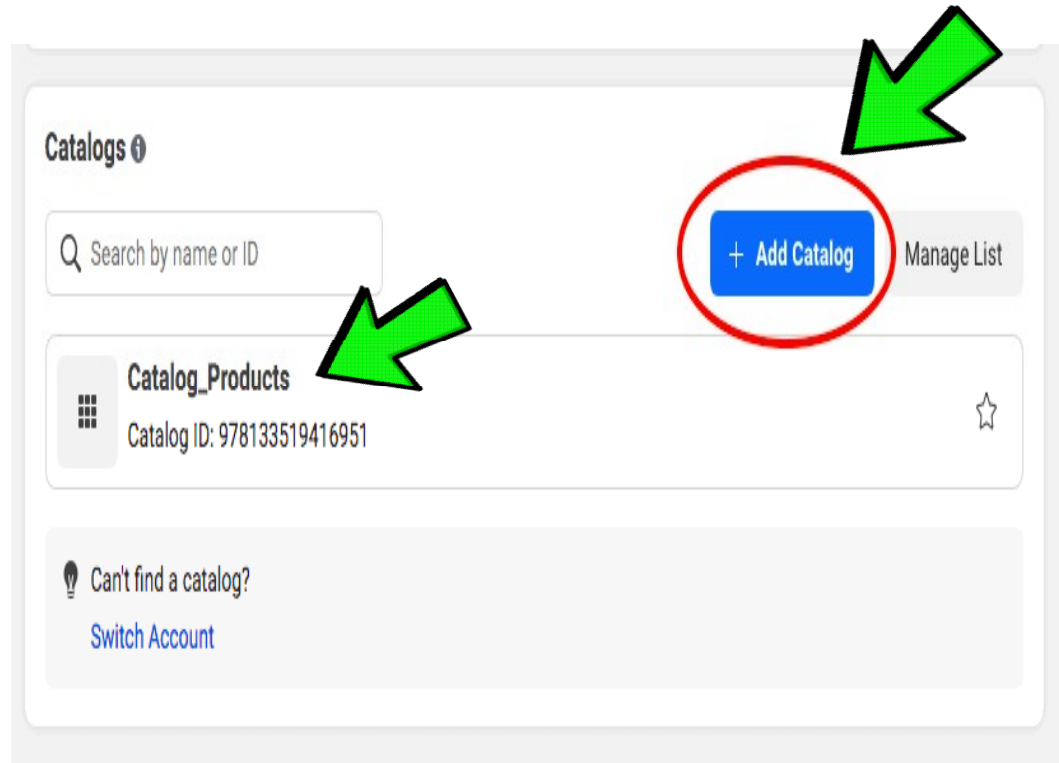 Catalogs
Search by name or ID
+ Add Catalog
Manage List
Catalog_Products
Catalog ID: 978133519416951
Can't find a catalog?
Switch Account